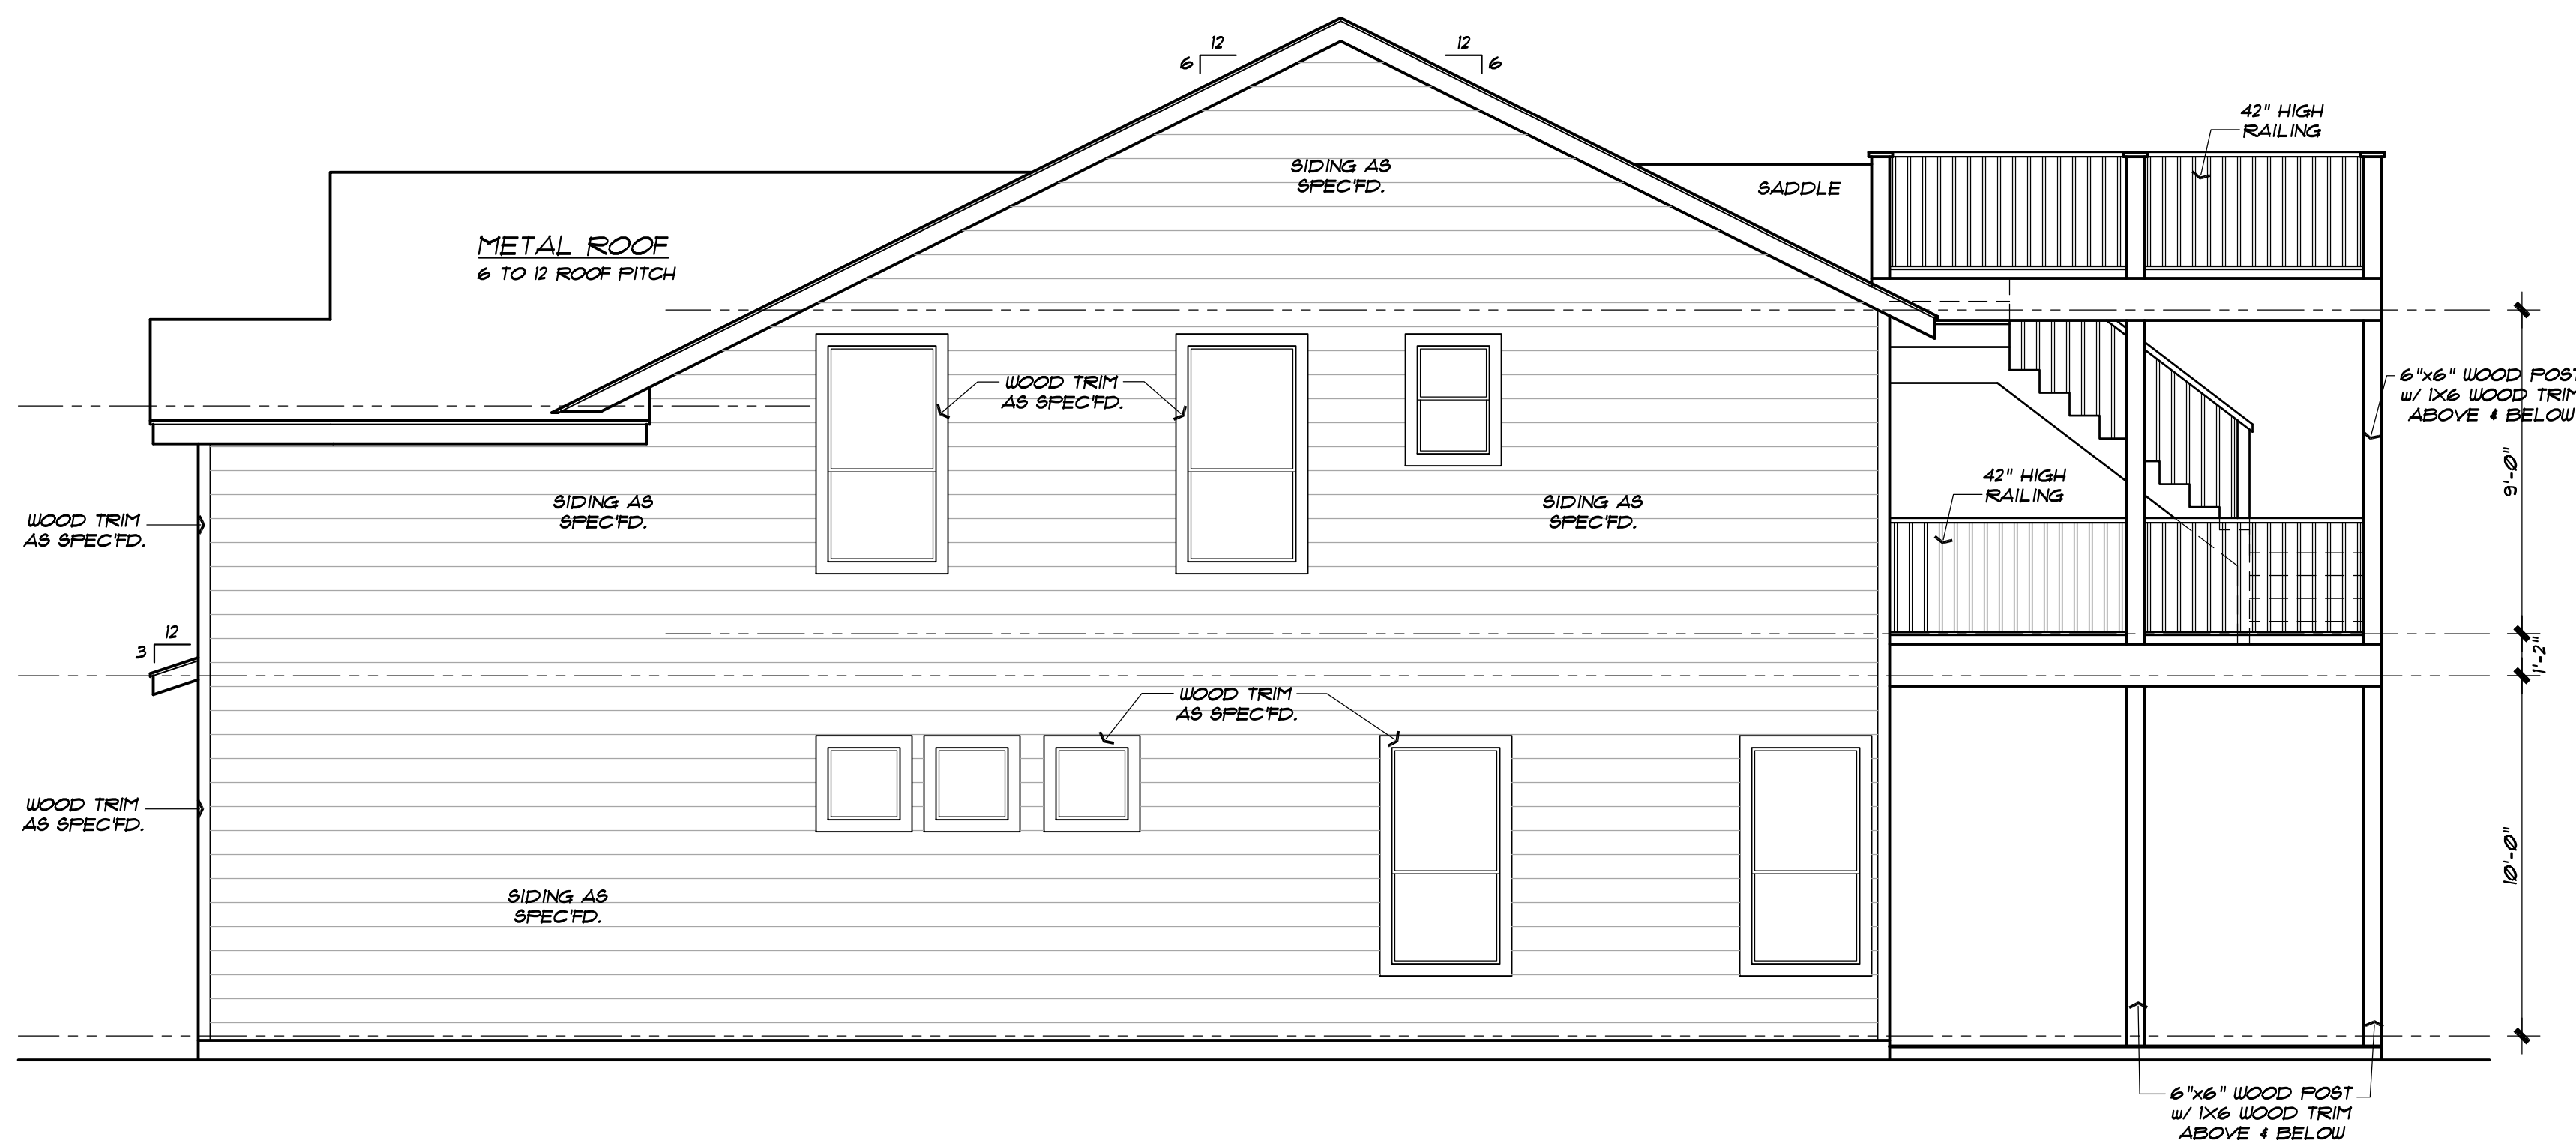 12
6
12
6
42" HIGH
RAILING
SIDING AS
SPEC'FD.
SADDLE
METAL ROOF
6 TO 12 ROOF PITCH
WOOD TRIM
AS SPEC'FD.
6"x6" WOOD POST
w/ 1X6 WOOD TRIM
ABOVE & BELOW
9'-0"
42" HIGH
RAILING
SIDING AS
SPEC'FD.
SIDING AS
SPEC'FD.
WOOD TRIM
AS SPEC'FD.
12
3
1'-2"
WOOD TRIM
AS SPEC'FD.
WOOD TRIM
AS SPEC'FD.
10'-0"
SIDING AS
SPEC'FD.
6"x6" WOOD POST
w/ 1X6 WOOD TRIM
ABOVE & BELOW